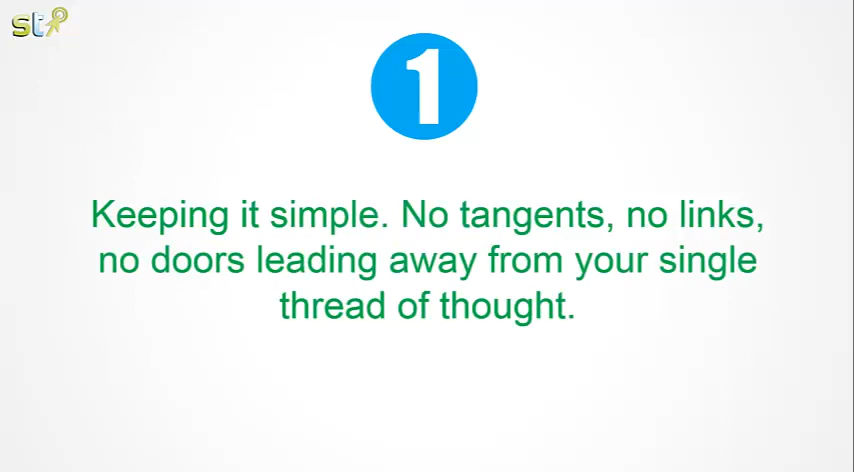 st
1
Keeping it simple. No tangents, no links,
no doors leading away from your single
thread of thought.